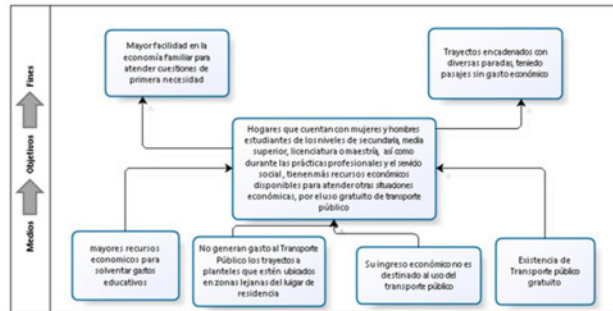 Fines
Objetivos
Medios
Mayor facilidad en la
economía familiar para
atender cuestiones de
primera necesidad
Trayectos encadenados con
diversas paradas, teniedo
pasajes sin gasto económico
Hogares que cuentan con mujeres y hombres
estudiantes de los niveles de secundaria, media
superior, licenciatura o maestría, así como
durante las prácticas profesionales y el servicio
social, tienen más recursos económicos
disponibles para atender otras situaciones
económicas, por el uso gratuito de transporte
público
mayores recursos
economicos para
solventar gastos
educativos
No generan gasto al Transporte
Público los trayectos a
planteles que estén ubicados
en zonas lejanas del luigar de
residencia
Su ingreso económico no es
destinado al uso del
transporte público
Existencia de
Transporte público
gratuito